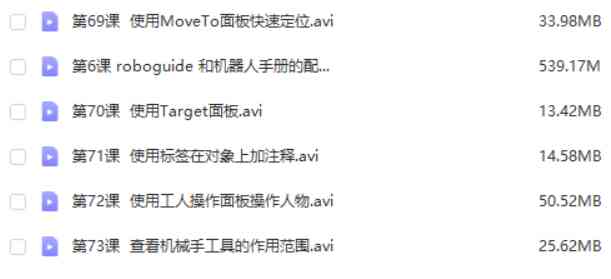 第69课 使用MoveTo面板快速定位.avi 33.98MB
第6课 roboguide 和机器人手册的配... 539.17M
第70课 使用Target面板.avi 13.42MB
第71课 使用标签在对象上加注释.avi 14.58MB
第72课 使用工人操作面板操作人物.avi 50.52MB
第73课 查看机械手工具的作用范围.avi 25.62MB